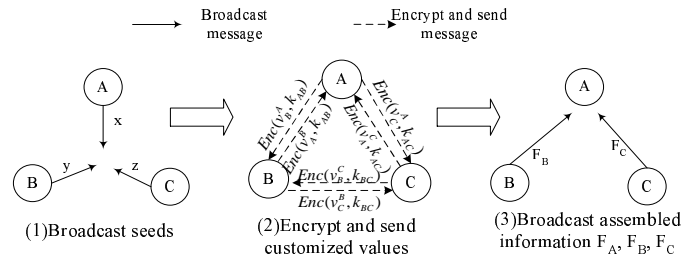 Broadcast message
Encrypt and send message
A
x
y
z
B
C
(1)Broadcast seeds
A
Enc(v_B^A, k_AB)
Enc(v_A^B, k_AB)
Enc(v_A^C, k_AC)
Enc(v_C^A, k_AC)
B
Enc(v_B^C, k_BC)
C
Enc(v_C^B, k_BC)
(2)Encrypt and send
customized values
A
F_B
F_C
B
C
(3)Broadcast assembled
information F_A, F_B, F_C